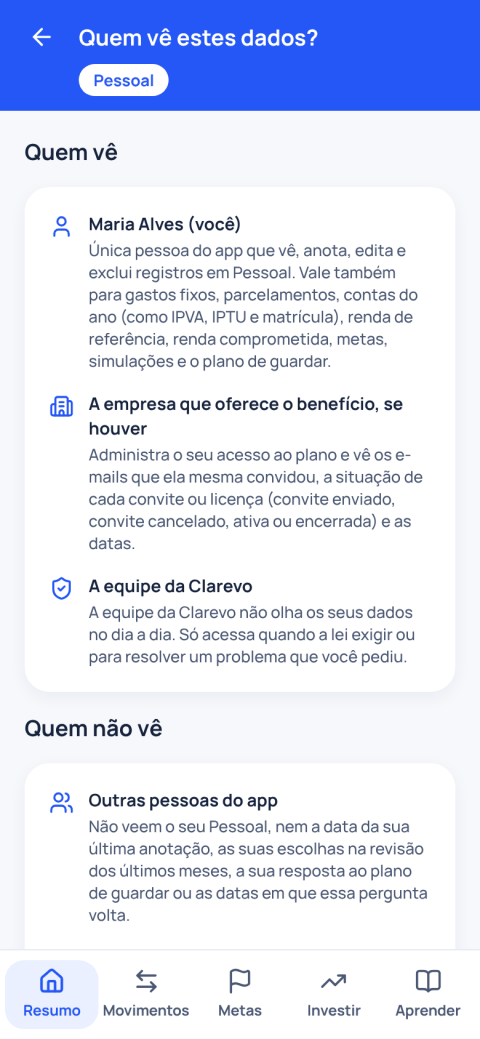 Quem vê estes dados?
Pessoal
Quem vê
Maria Alves (você)
Única pessoa do app que vê, anota, edita e
exclui registros em Pessoal. Vale também
para gastos fixos, parcelamentos, contas do
ano (como IPVA, IPTU e matrícula), renda de
referência, renda comprometida, metas,
simulações e o plano de guardar.
A empresa que oferece o benefício, se
houver
Administra o seu acesso ao plano e vê os e-
mails que ela mesma convidou, a situação de
cada convite ou licença (convite enviado,
convite cancelado, ativa ou encerrada) e as
datas.
A equipe da Clarevo
A equipe da Clarevo não olha os seus dados
no dia a dia. Só acessa quando a lei exigir ou
para resolver um problema que você pediu.
Quem não vê
Outras pessoas do app
Não veem o seu Pessoal, nem a data da sua
última anotação, as suas escolhas na revisão
dos últimos meses, a sua resposta ao plano
de guardar ou as datas em que essa pergunta
volta.
Resumo
Movimentos
Metas
Investir
Aprender